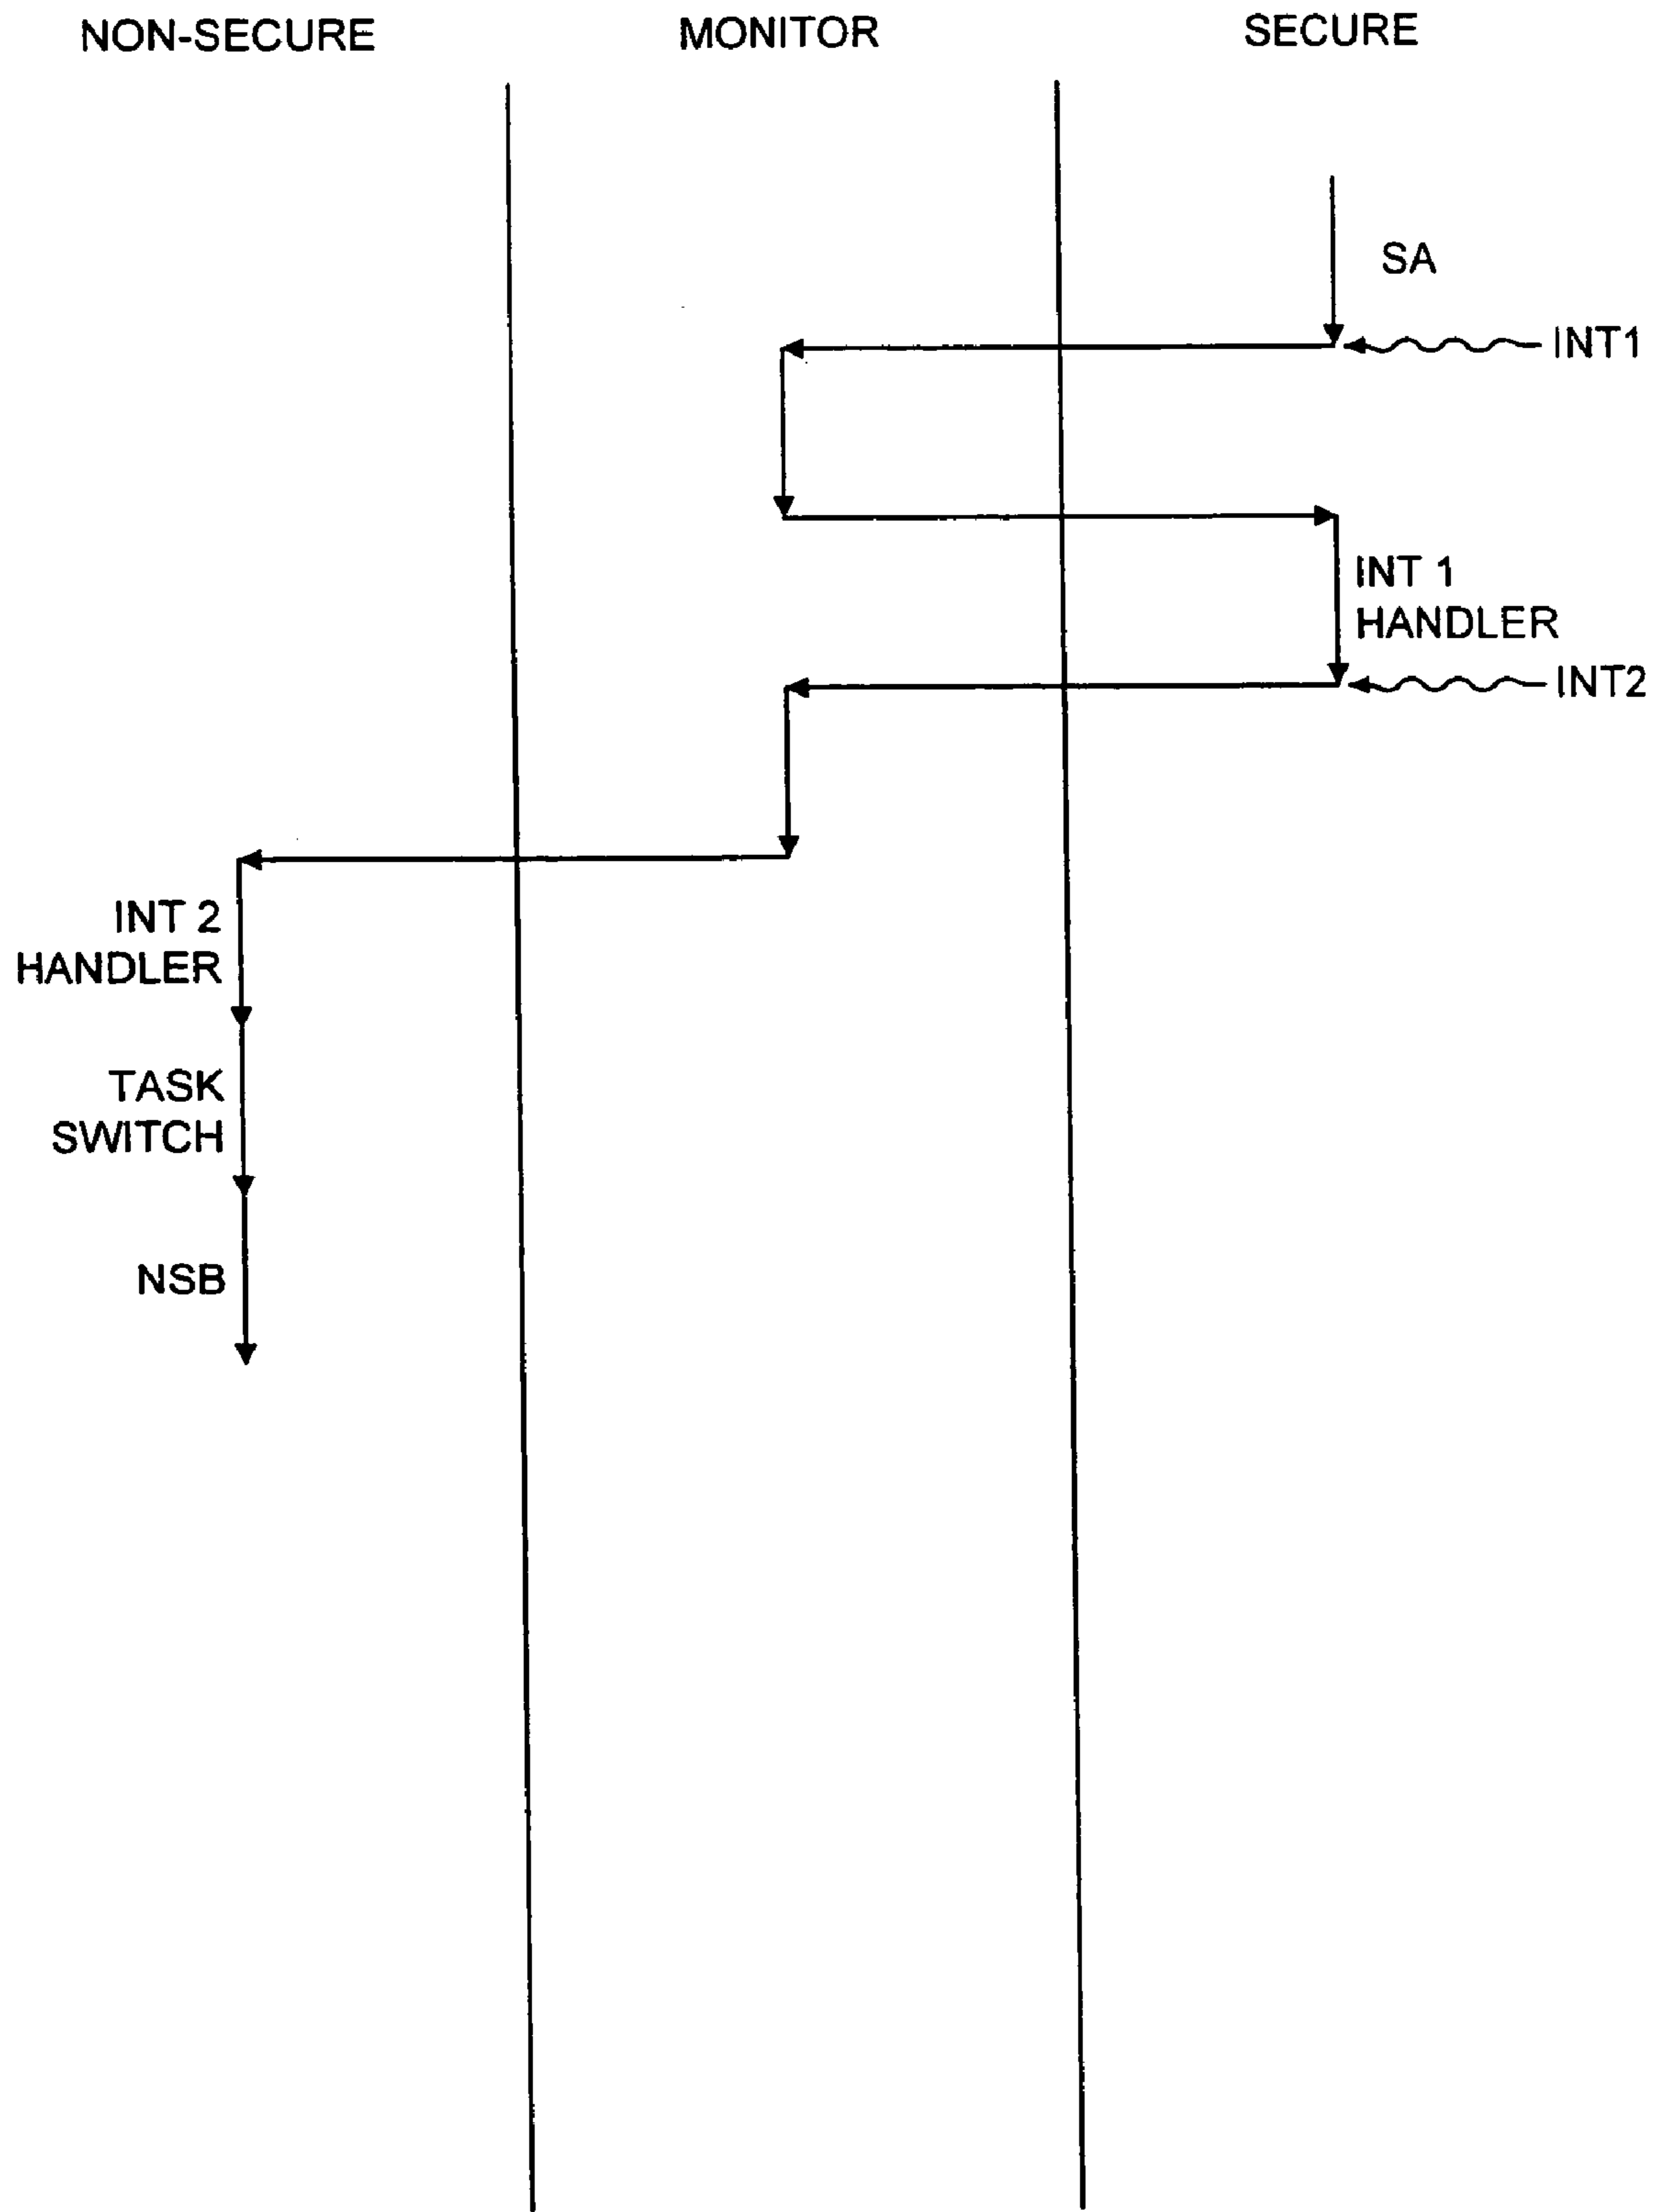 NON-SECURE
MONITOR
SECURE
SA
INT1
INT 1
HANDLER
INT2
INT 2
HANDLER
TASK
SWITCH
NSB